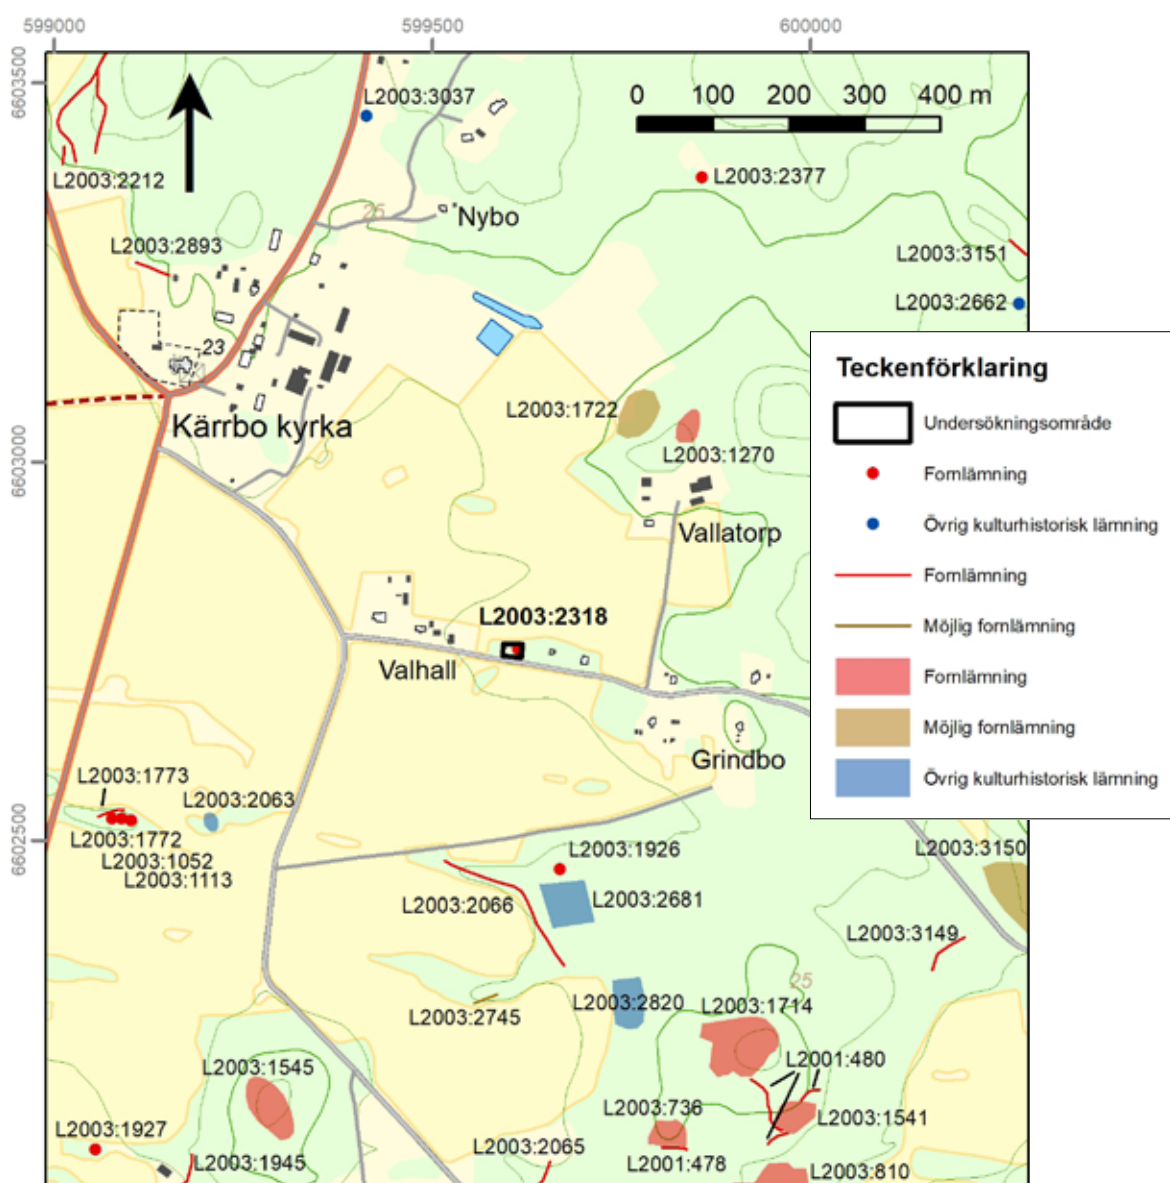 599000
599500
600000
6603500
6603000
6602500
0 100 200 300 400 m
L2003:3037
L2003:2212
L2003:2377
Nybo
25
L2003:2893
L2003:3151
L2003:2662
23
Kärrbo kyrka
L2003:1722
L2003:1270
Vallatorp
L2003:2318
Valhall
Grindbo
L2003:1773
L2003:2063
L2003:1772
L2003:1052
L2003:1113
L2003:1926
L2003:2681
L2003:2066
L2003:3150
L2003:3149
25
L2003:2820
L2003:1714
L2003:2745
L2001:480
L2003:1545
L2003:736
L2003:1541
L2003:1927
L2003:1945
L2003:2065
L2001:478
L2003:810
Teckenförklaring
Undersökningsområde
Fornlämning
Övrig kulturhistorisk lämning
Fornlämning
Möjlig fornlämning
Fornlämning
Möjlig fornlämning
Övrig kulturhistorisk lämning